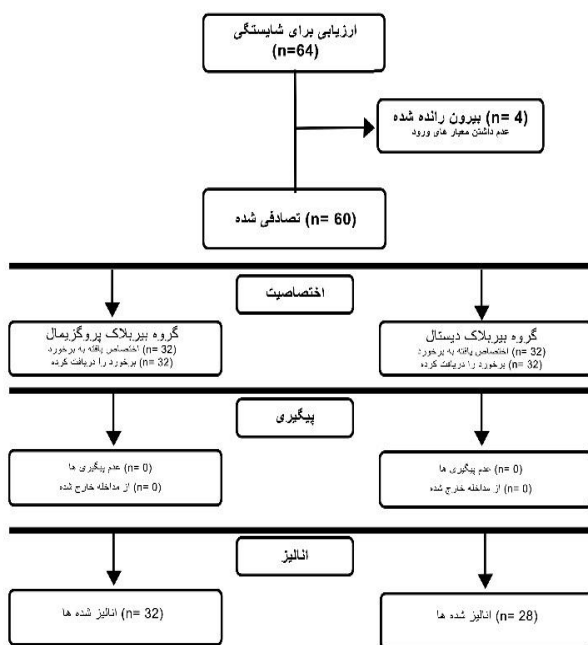 ارزیابی برای شایستگی
(n=64)
بیرون رانده شده (n= 4)
عدم داشتن معیار های ورود
تصادفی شده (n= 60)
اختصاصیت
گروه بیربلاک دیستال
اختصاص یافته به برخورد (n= 32)
برخورد را دریافت کرده (n= 32)
گروه بیربلاک پروگزیمال
اختصاص یافته به برخورد (n= 32)
برخورد را دریافت کرده (n= 32)
پیگیری
عدم پیگیری ها (n= 0)
از مداخله خارج شده (n= 0)
عدم پیگیری ها (n= 0)
از مداخله خارج شده (n= 0)
انالیز
انالیز شده ها (n= 28)
انالیز شده ها (n= 32)